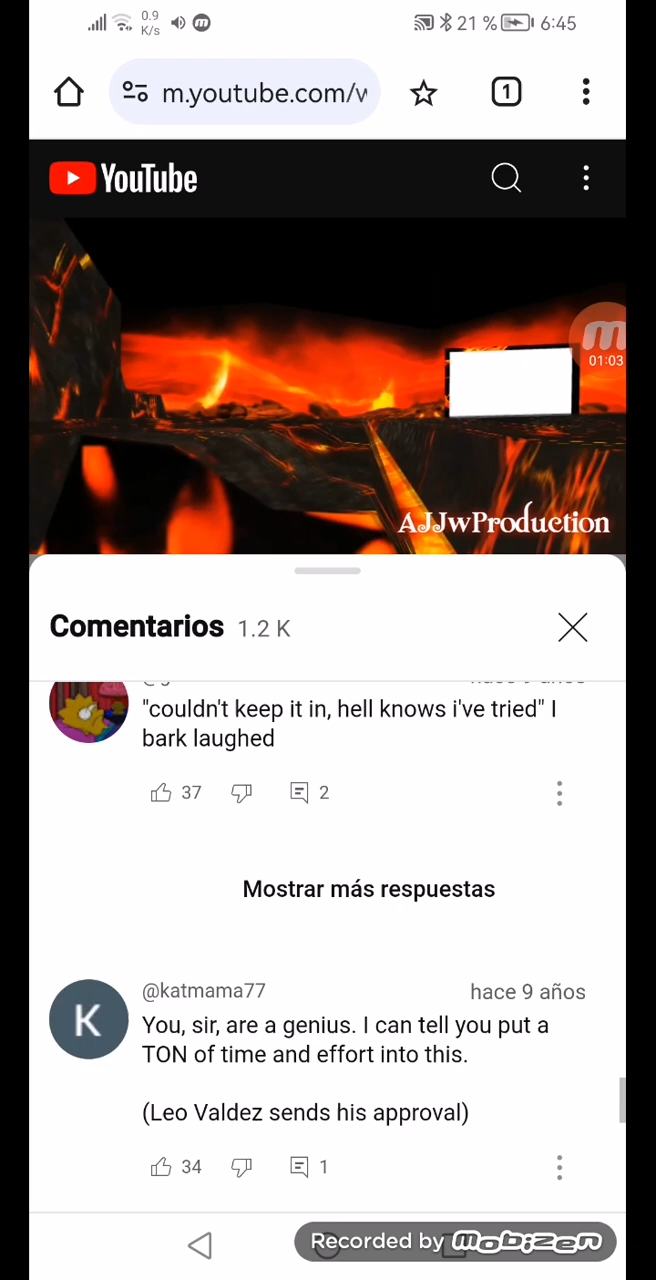 0.9
K/s
21 %
6:45
m.youtube.com/w
1
YouTube
01:03
AJJwProduction
Comentarios 1.2 K
"couldn't keep it in, hell knows i've tried" I
bark laughed
37
2
Mostrar más respuestas
K
@katmama77
hace 9 años
You, sir, are a genius. I can tell you put a
TON of time and effort into this.
(Leo Valdez sends his approval)
34
1
Recorded by mobizen